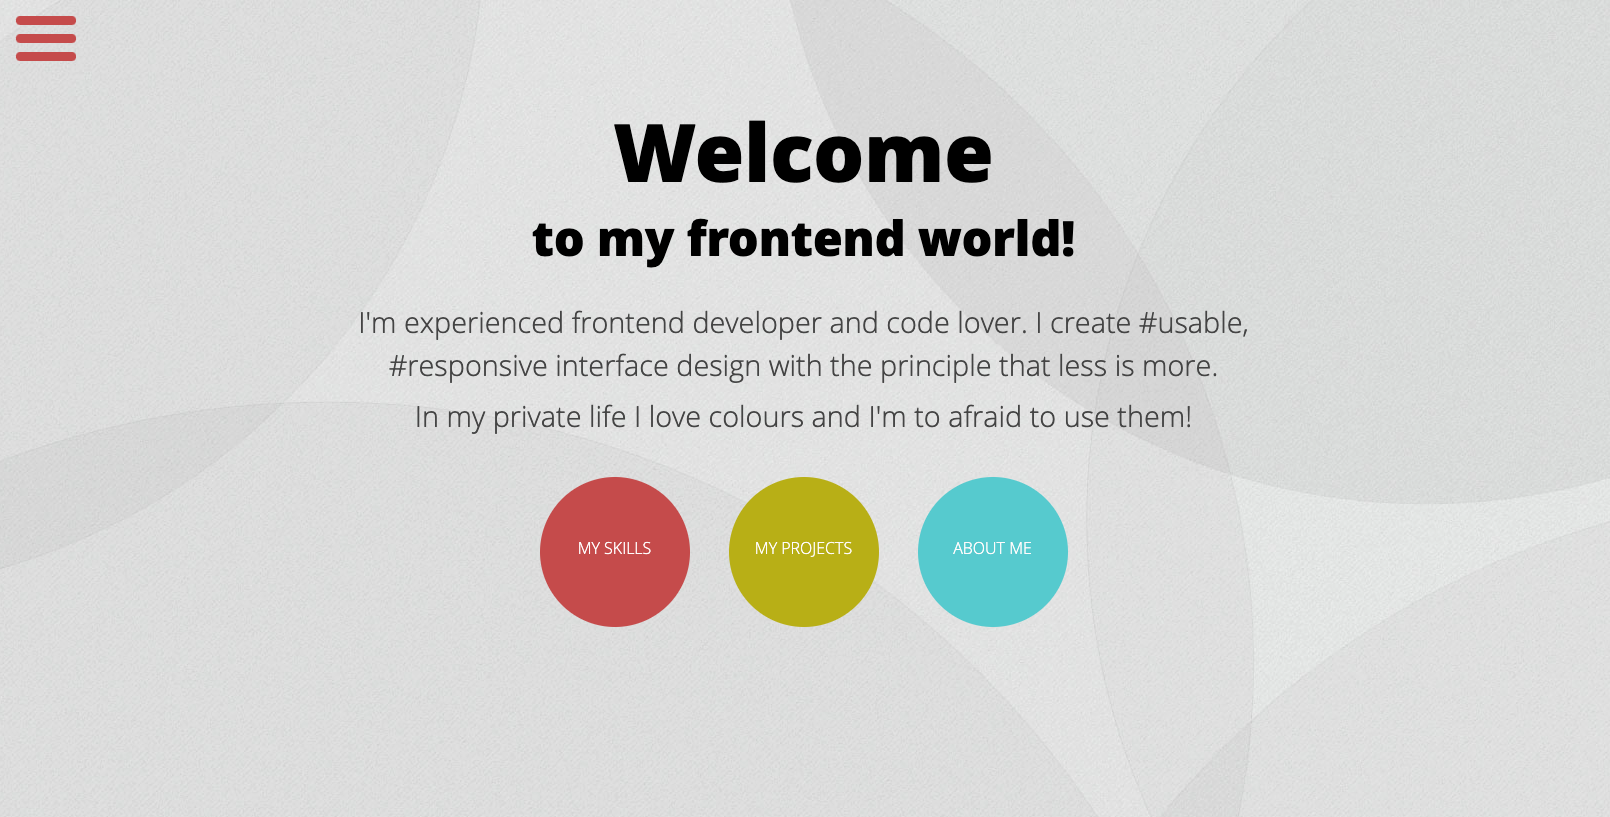 Welcome
to my frontend world!
I'm experienced frontend developer and code lover. I create #usable,
#responsive interface design with the principle that less is more.
In my private life I love colours and I'm to afraid to use them!
MY SKILLS
MY PROJECTS
ABOUT ME